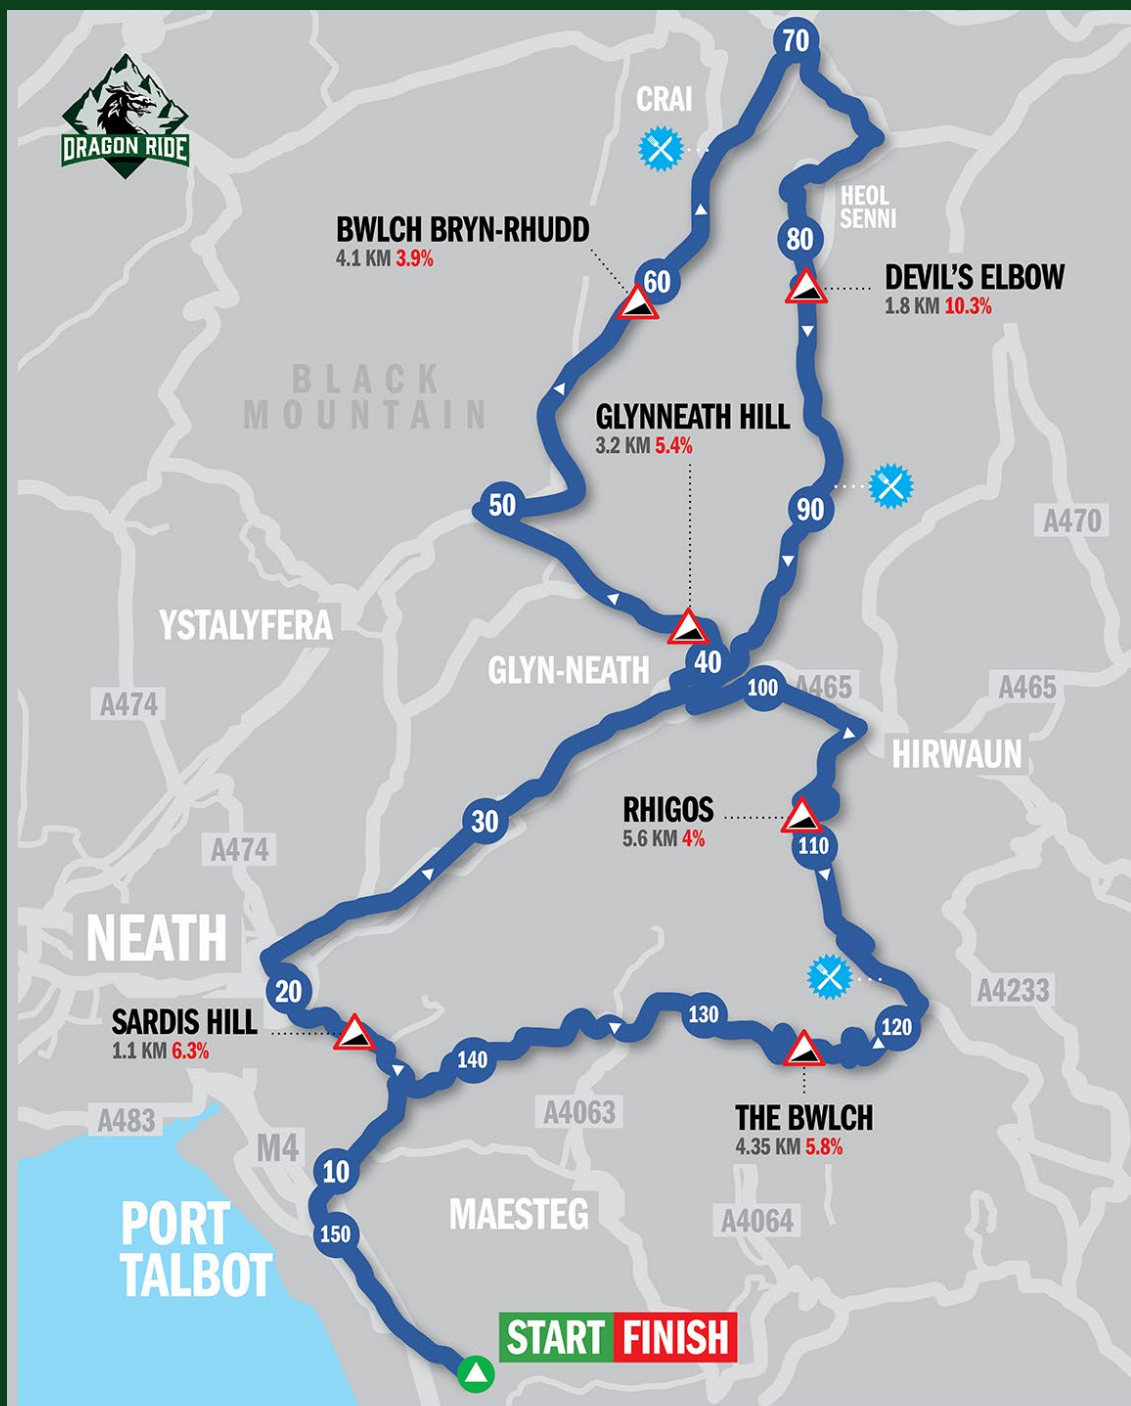 70
CRAI
DRAGON RIDE
HEOL
SENNI
BWLCH BRYN-RHUDD
4.1 KM 3.9%
80
60
DEVIL'S ELBOW
1.8 KM 10.3%
BLACK
MOUNTAIN
GLYNNEATH HILL
3.2 KM 5.4%
50
90
A470
YSTALYFERA
GLYN-NEATH
40
100
A465
A465
A474
HIRWAUN
RHIGOS
5.6 KM 4%
30
110
A474
NEATH
20
A4233
SARDIS HILL
1.1 KM 6.3%
130
120
140
A483
A4063
THE BWLCH
4.35 KM 5.8%
M4
10
PORT
TALBOT
MAESTEG
A4064
150
START FINISH